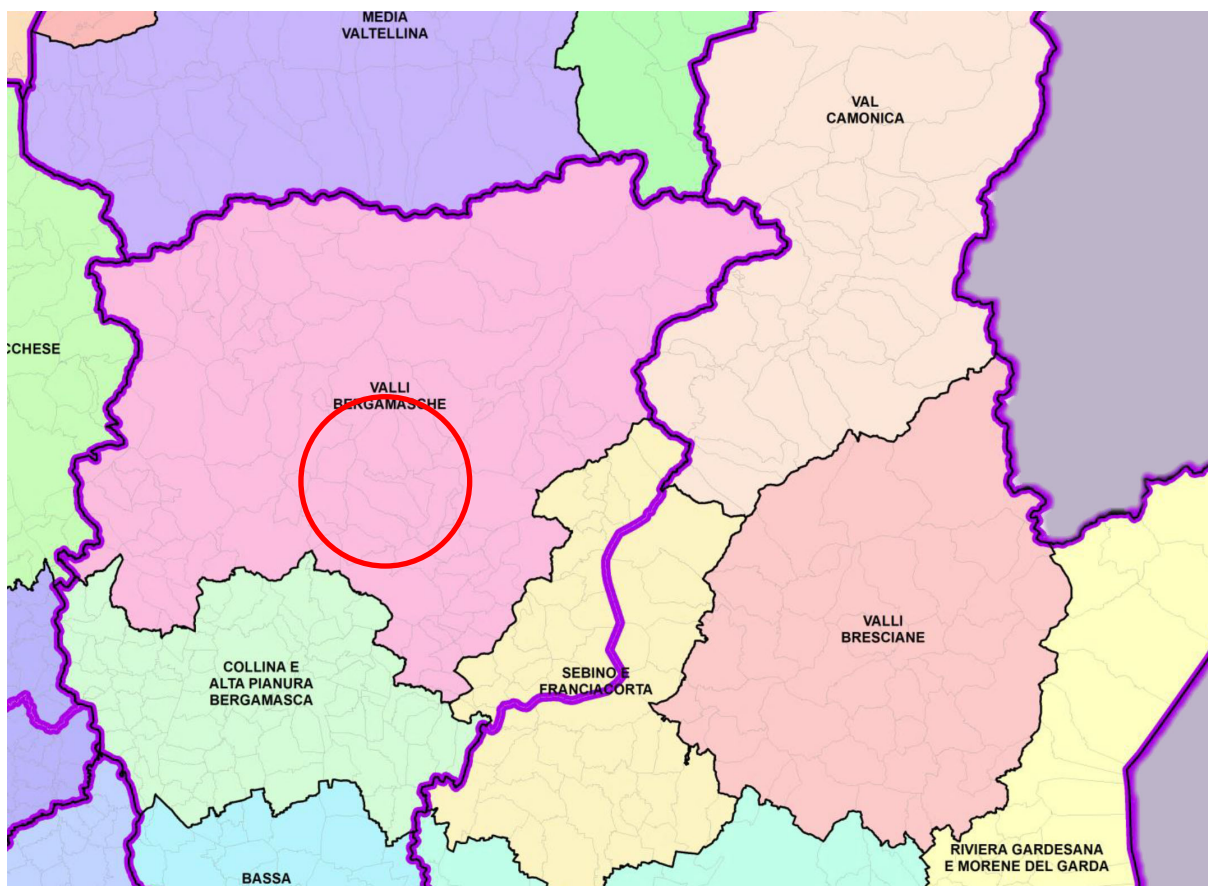 MEDIA
VALTELLINA
VAL
CAMONICA
CCHESE
VALLI
BERGAMASCHE
VALLI
BRESCIANE
COLLINA E
ALTA PIANURA
BERGAMASCA
SEBINO E
FRANCIACORTA
RIVIERA GARDESANA
E MORENE DEL GARDA
BASSA